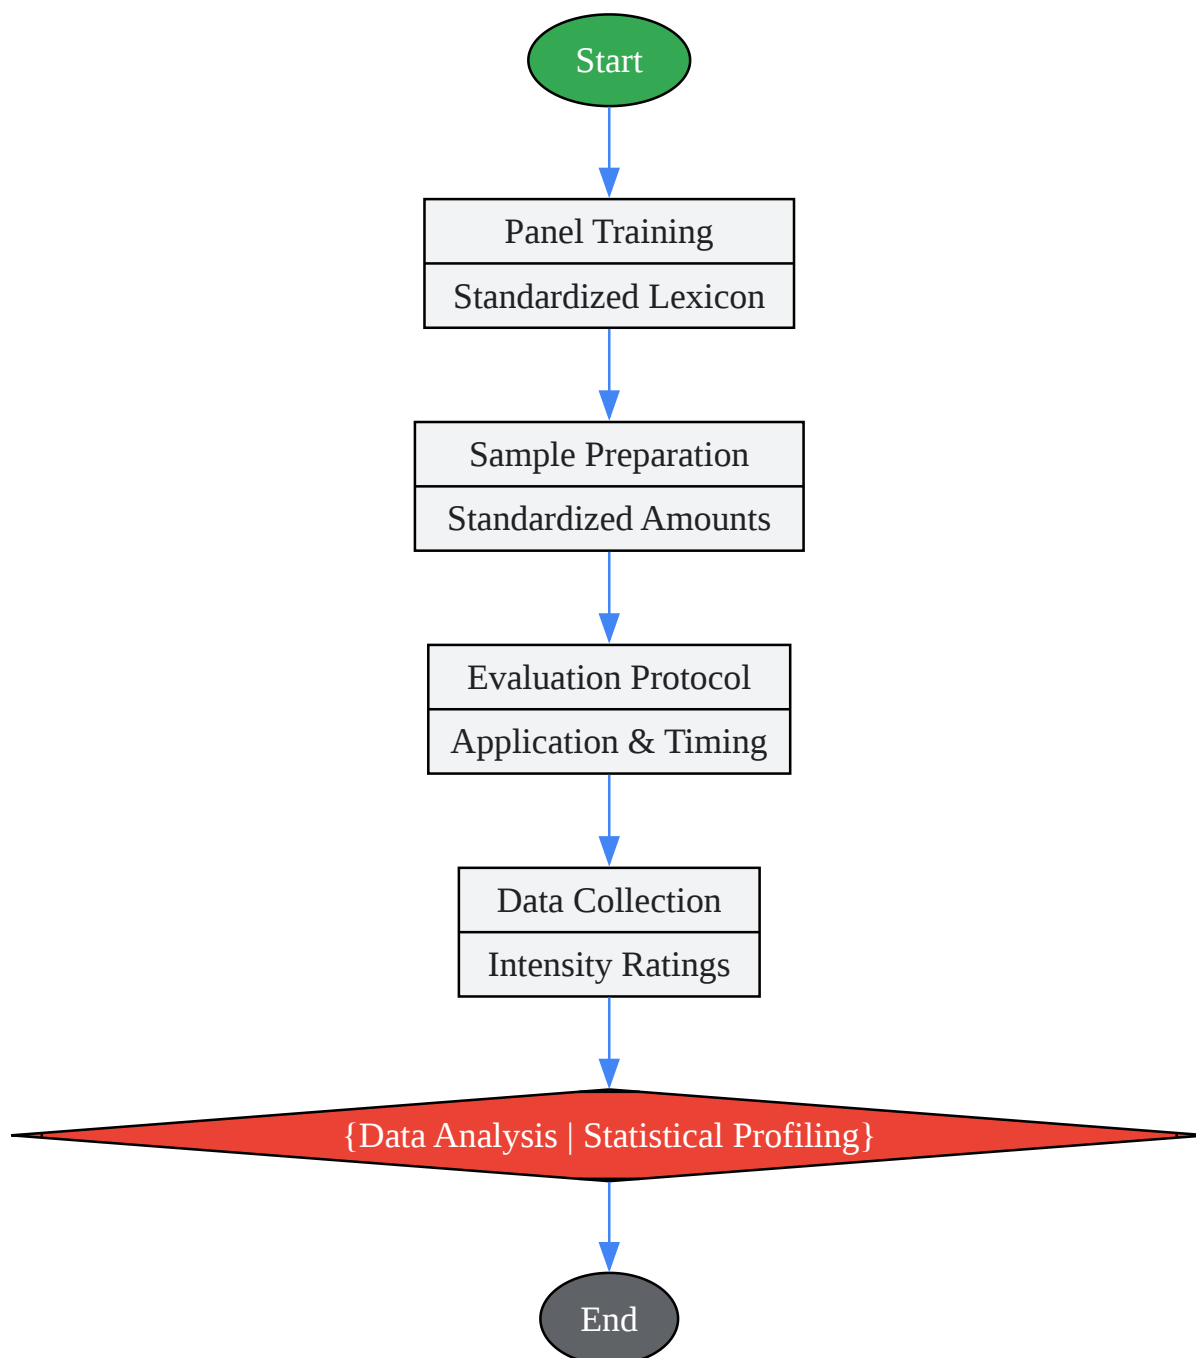 Start
Panel Training
Standardized Lexicon
Sample Preparation
Standardized Amounts
Evaluation Protocol
Application & Timing
Data Collection
Intensity Ratings
{Data Analysis | Statistical Profiling}
End